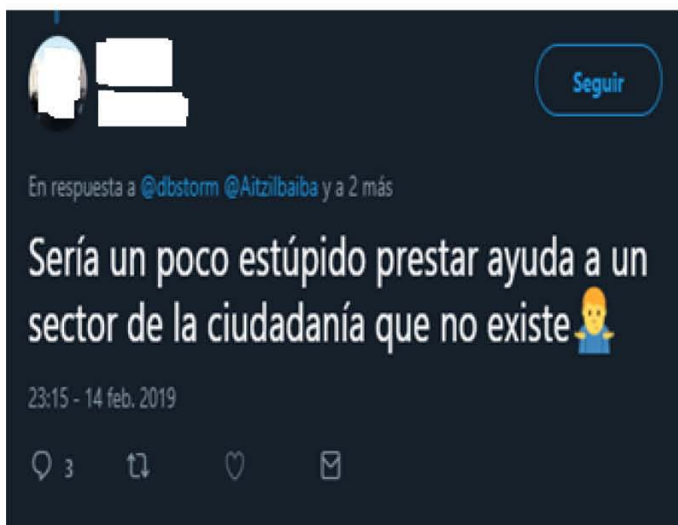 Seguir
En respuesta a @dbstorm @Aitzilbaiba y a 2 más
Sería un poco estúpido prestar ayuda a un
sector de la ciudadanía que no existe🤷‍♂️
23:15 - 14 feb. 2019
3